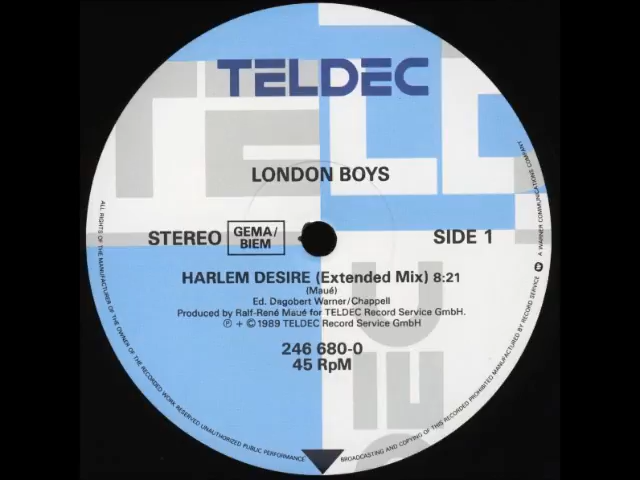 TELDEC
LONDON BOYS
STEREO GEMA/BIEM SIDE 1
HARLEM DESIRE (Extended Mix) 8:21
(Maué)
Ed. Dagobert Warner/Chappell
Produced by Ralf-René Maué for TELDEC Record Service GmbH.
Ⓟ + © 1989 TELDEC Record Service GmbH
246 680-0
45 RpM
ALL RIGHTS OF THE MANUFACTURER AND OF THE OWNER OF THE RECORDED WORK RESERVED UNAUTHORIZED PUBLIC PERFORMANCE BROADCASTING AND COPYING OF THIS RECORD PROHIBITED MANUFACTURED BY RECORD SERVICE
A WARNER COMMUNICATIONS COMPANY